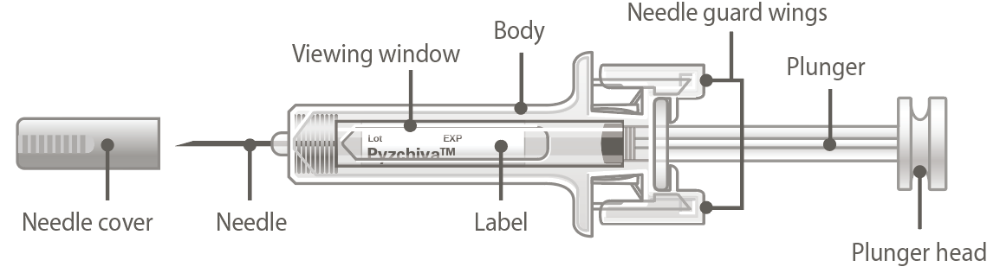 Needle guard wings
Body
Viewing window
Plunger
Lot EXP
Pyzchiva™
Needle cover
Needle
Label
Plunger head